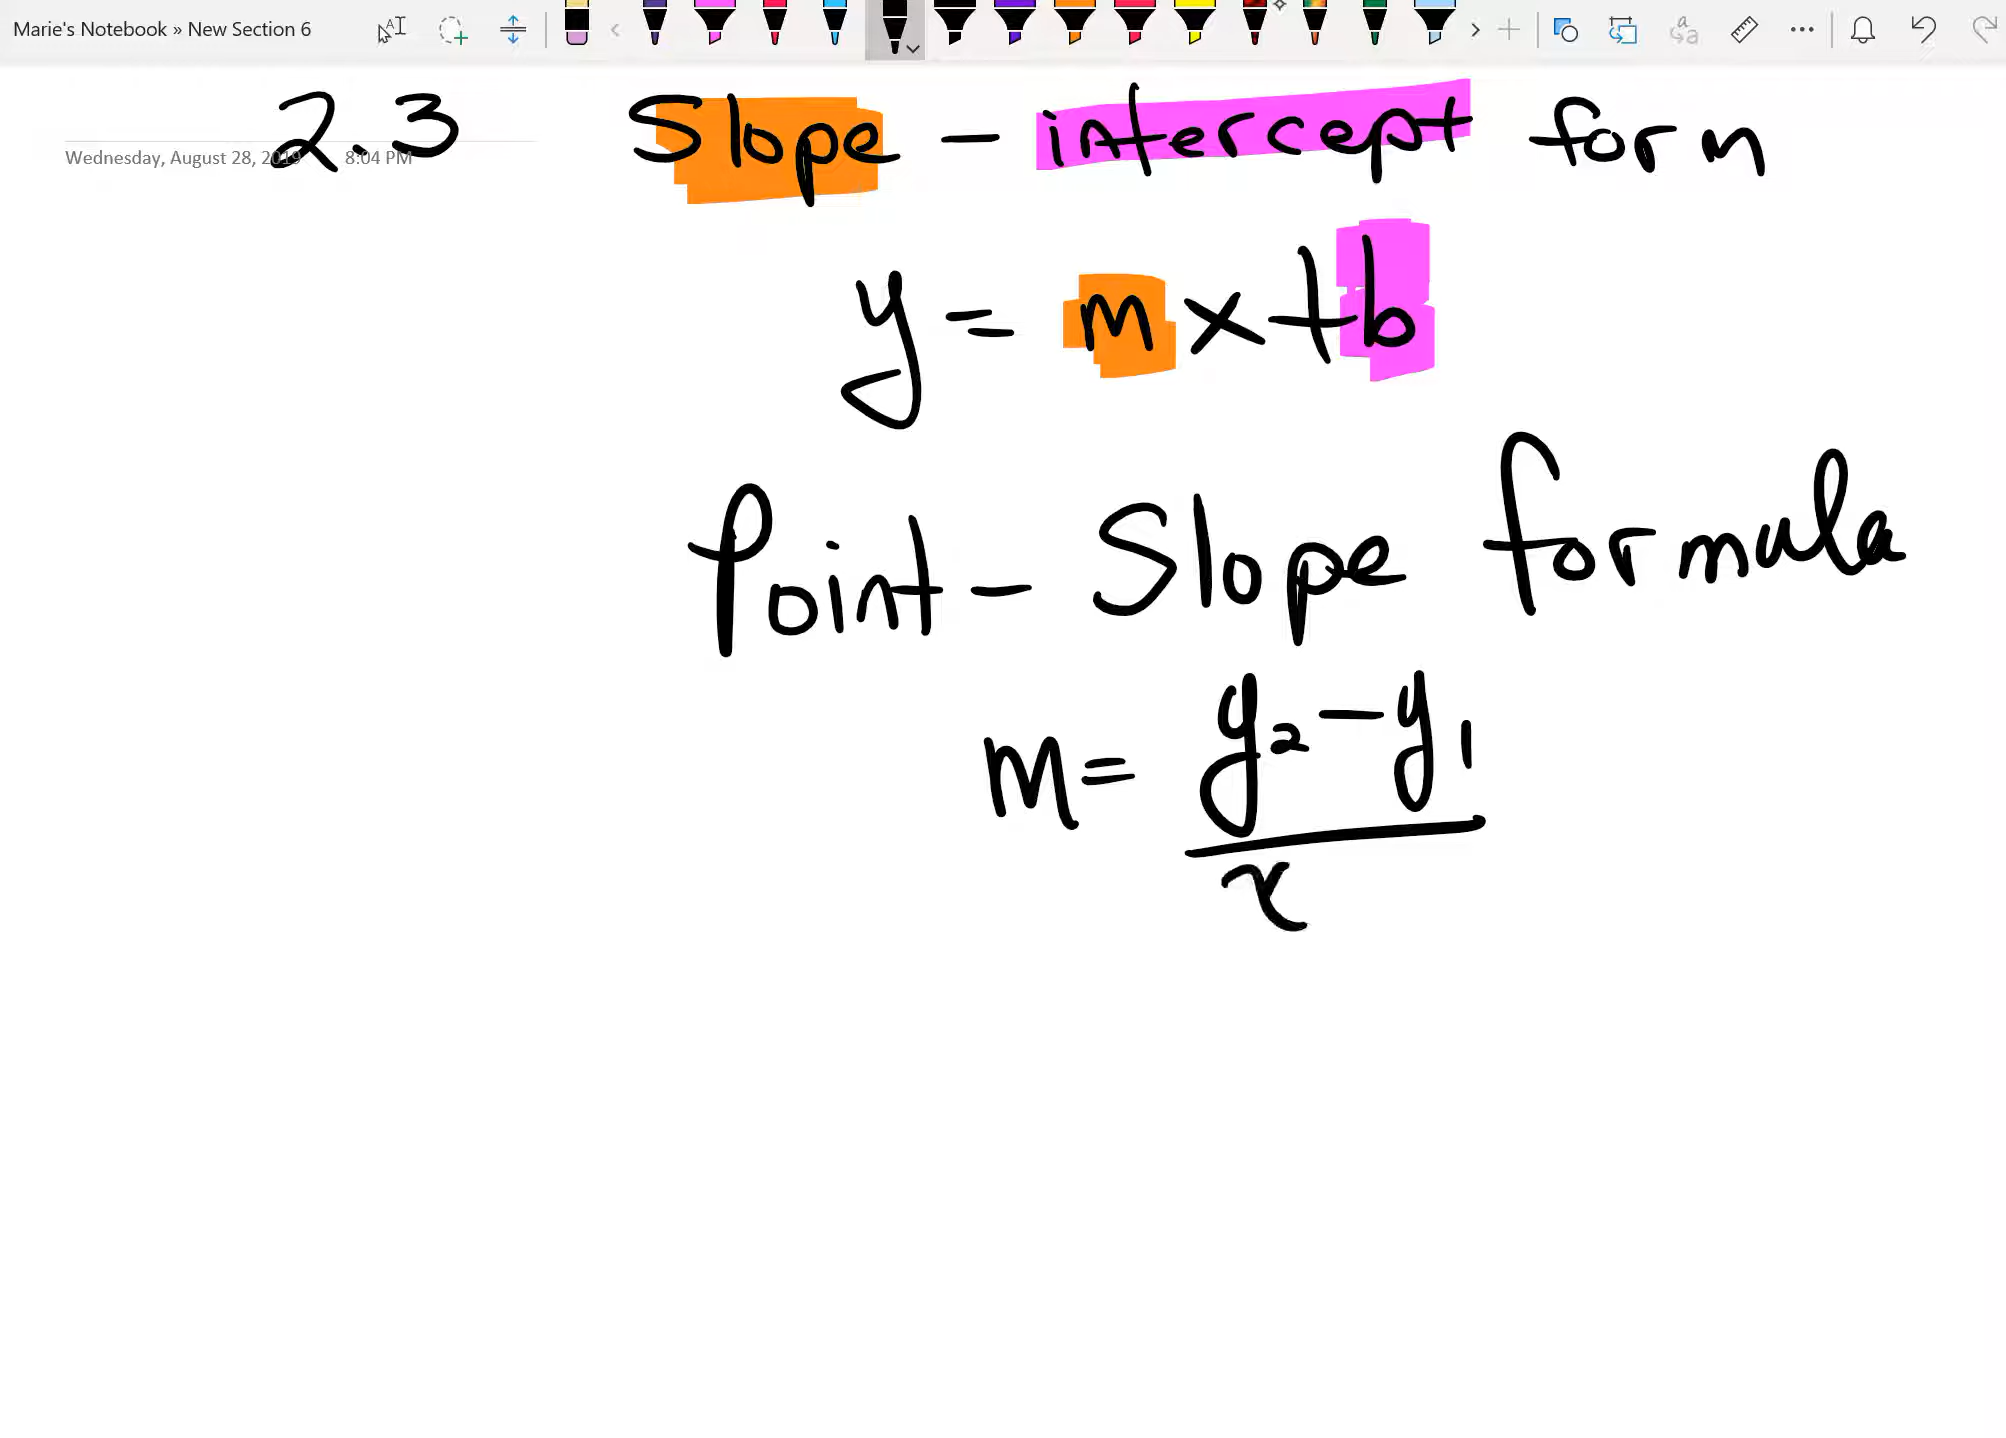 Marie's Notebook » New Section 6
2.3 Slope - intercept form
Wednesday, August 28, 2019 8:04 PM
y = mx+b
Point - Slope formula
m = y₂ - y₁
x